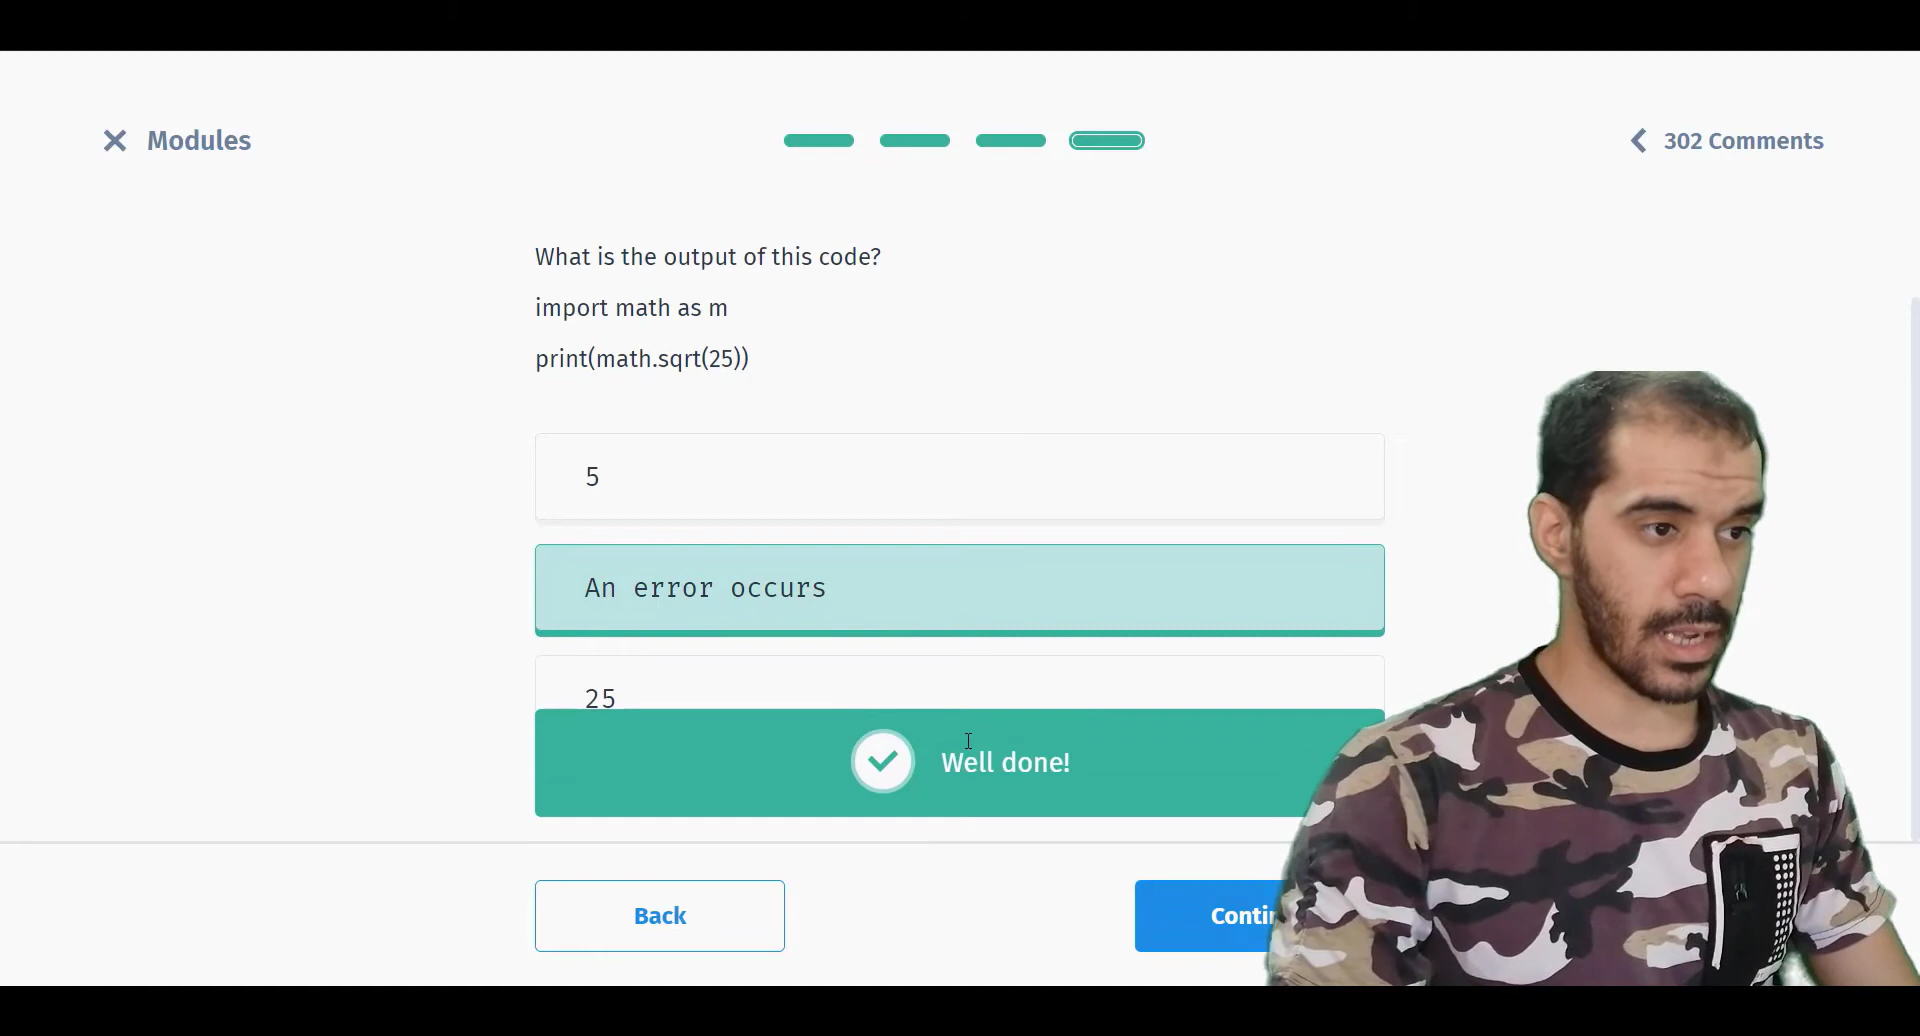 Modules
302 Comments
What is the output of this code?
import math as m
print(math.sqrt(25))
5
An error occurs
25
Well done!
Back
Contin